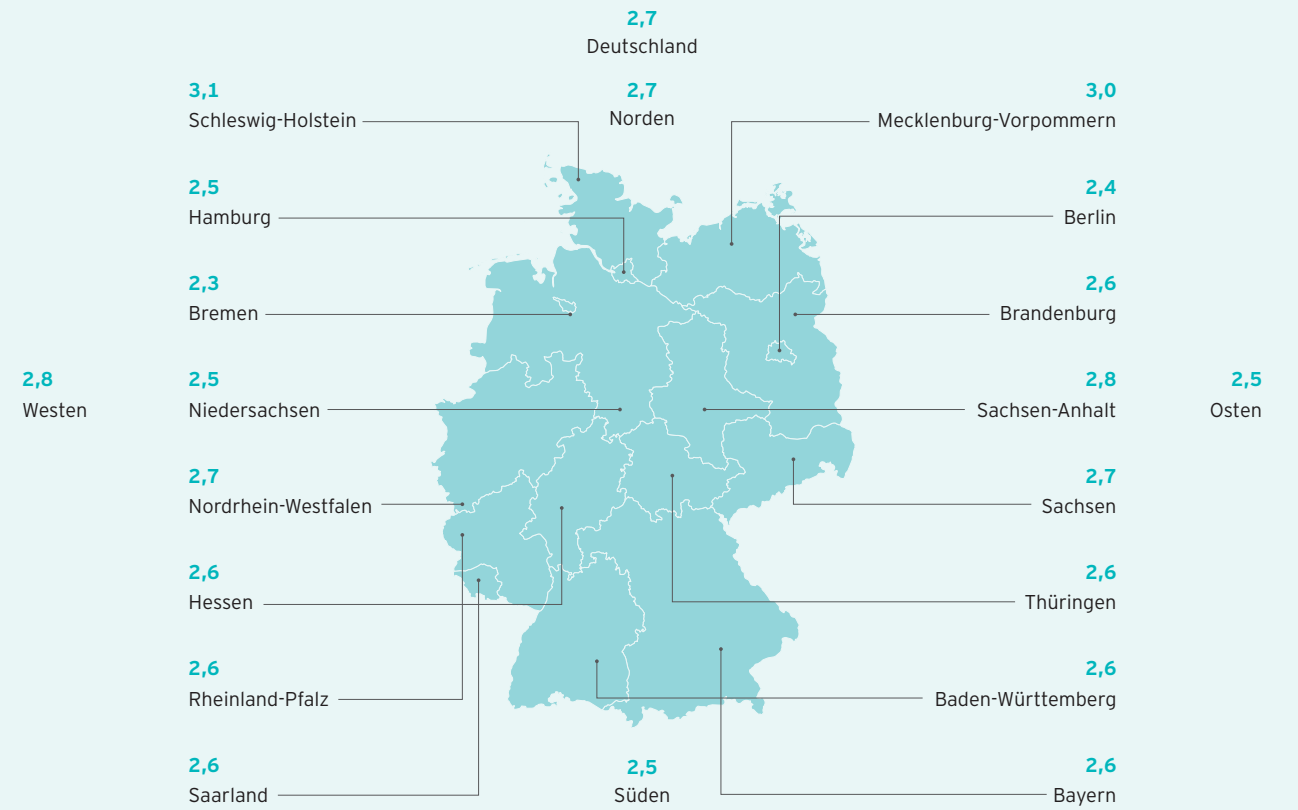 2,7
Deutschland
3,1
Schleswig-Holstein
2,7
Norden
3,0
Mecklenburg-Vorpommern
2,5
Hamburg
2,4
Berlin
2,3
Bremen
2,6
Brandenburg
2,8
Westen
2,5
Niedersachsen
2,8
Sachsen-Anhalt
2,5
Osten
2,7
Nordrhein-Westfalen
2,7
Sachsen
2,6
Hessen
2,6
Thüringen
2,6
Rheinland-Pfalz
2,6
Baden-Württemberg
2,6
Saarland
2,5
Süden
2,6
Bayern